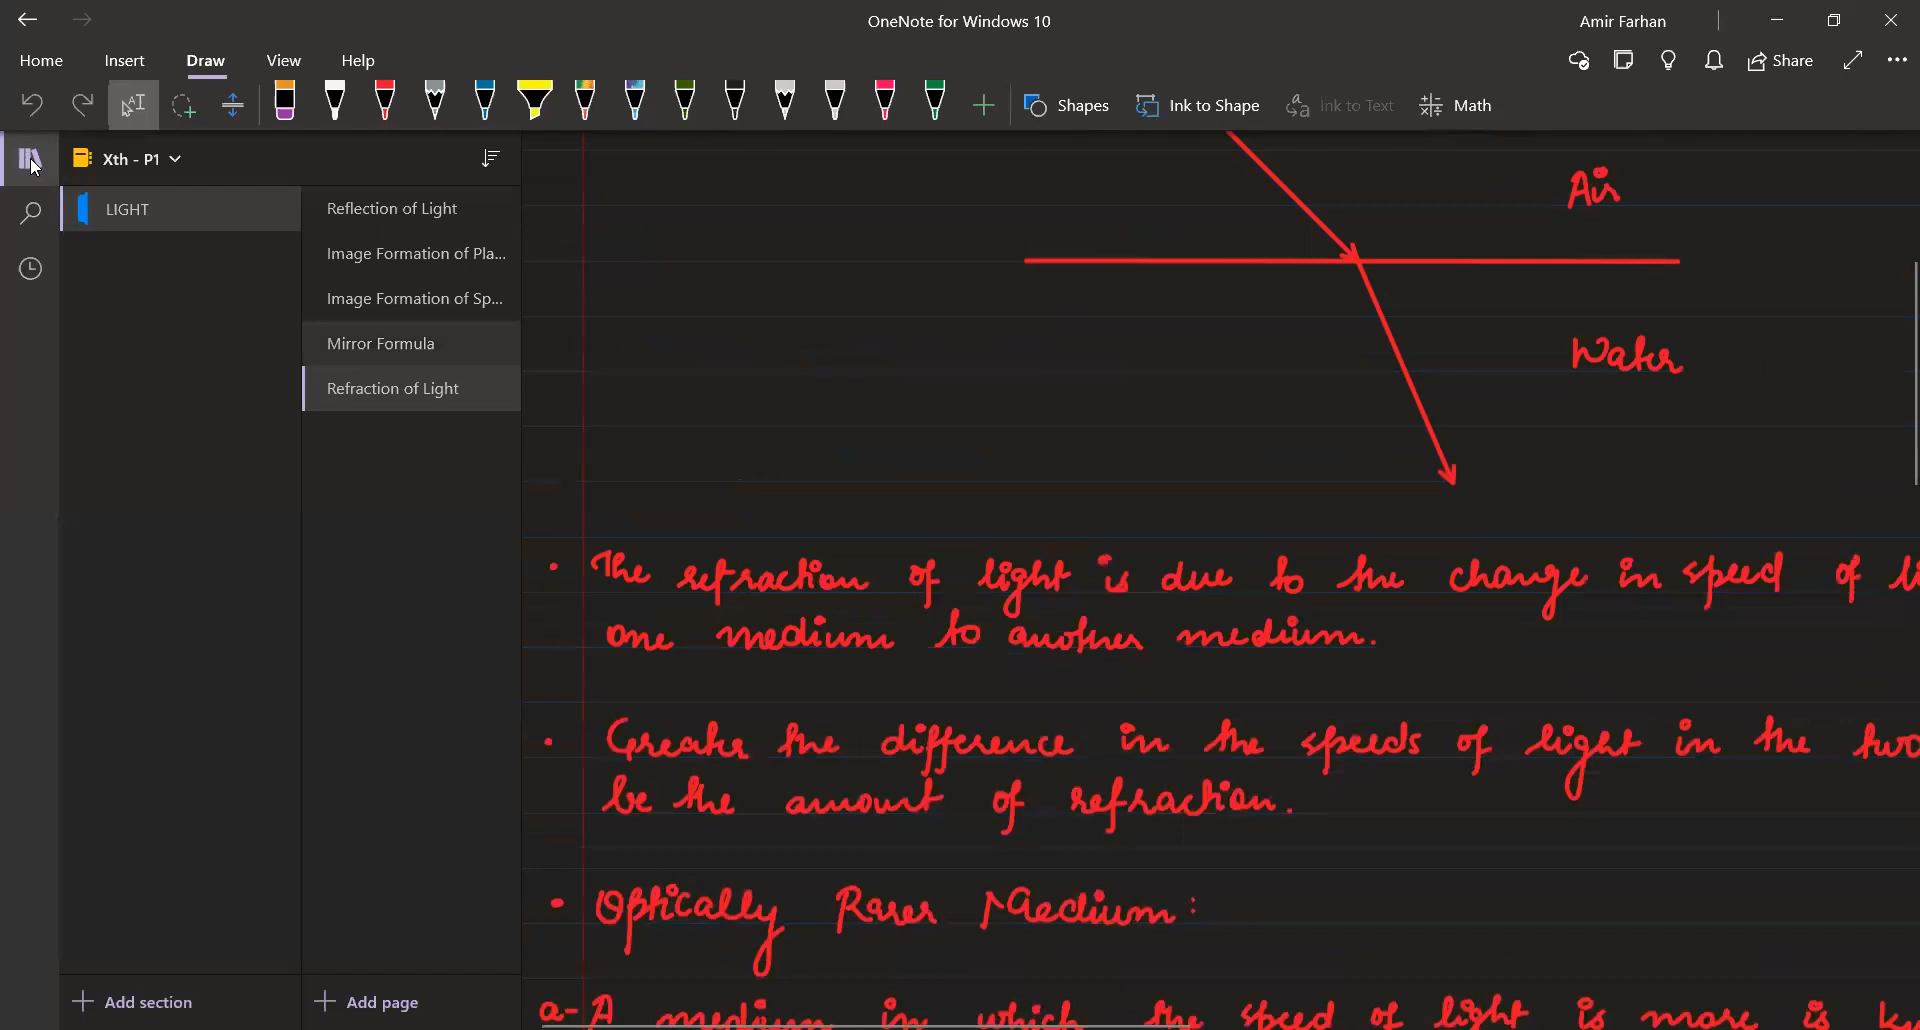 OneNote for Windows 10
Amir Farhan
Home Insert Draw View Help
Share
Shapes Ink to Shape Ink to Text Math
Xth - P1
LIGHT
Reflection of Light
Image Formation of Pla...
Image Formation of Sp...
Mirror Formula
Refraction of Light
Add section
Add page
Air
Water
• The refraction of light is due to the change in speed of li
one medium to another medium.
• Greater the difference in the speeds of light in the two
be the amount of refraction.
• Optically Rarer Medium:
a- A medium in which the speed of light is more is k